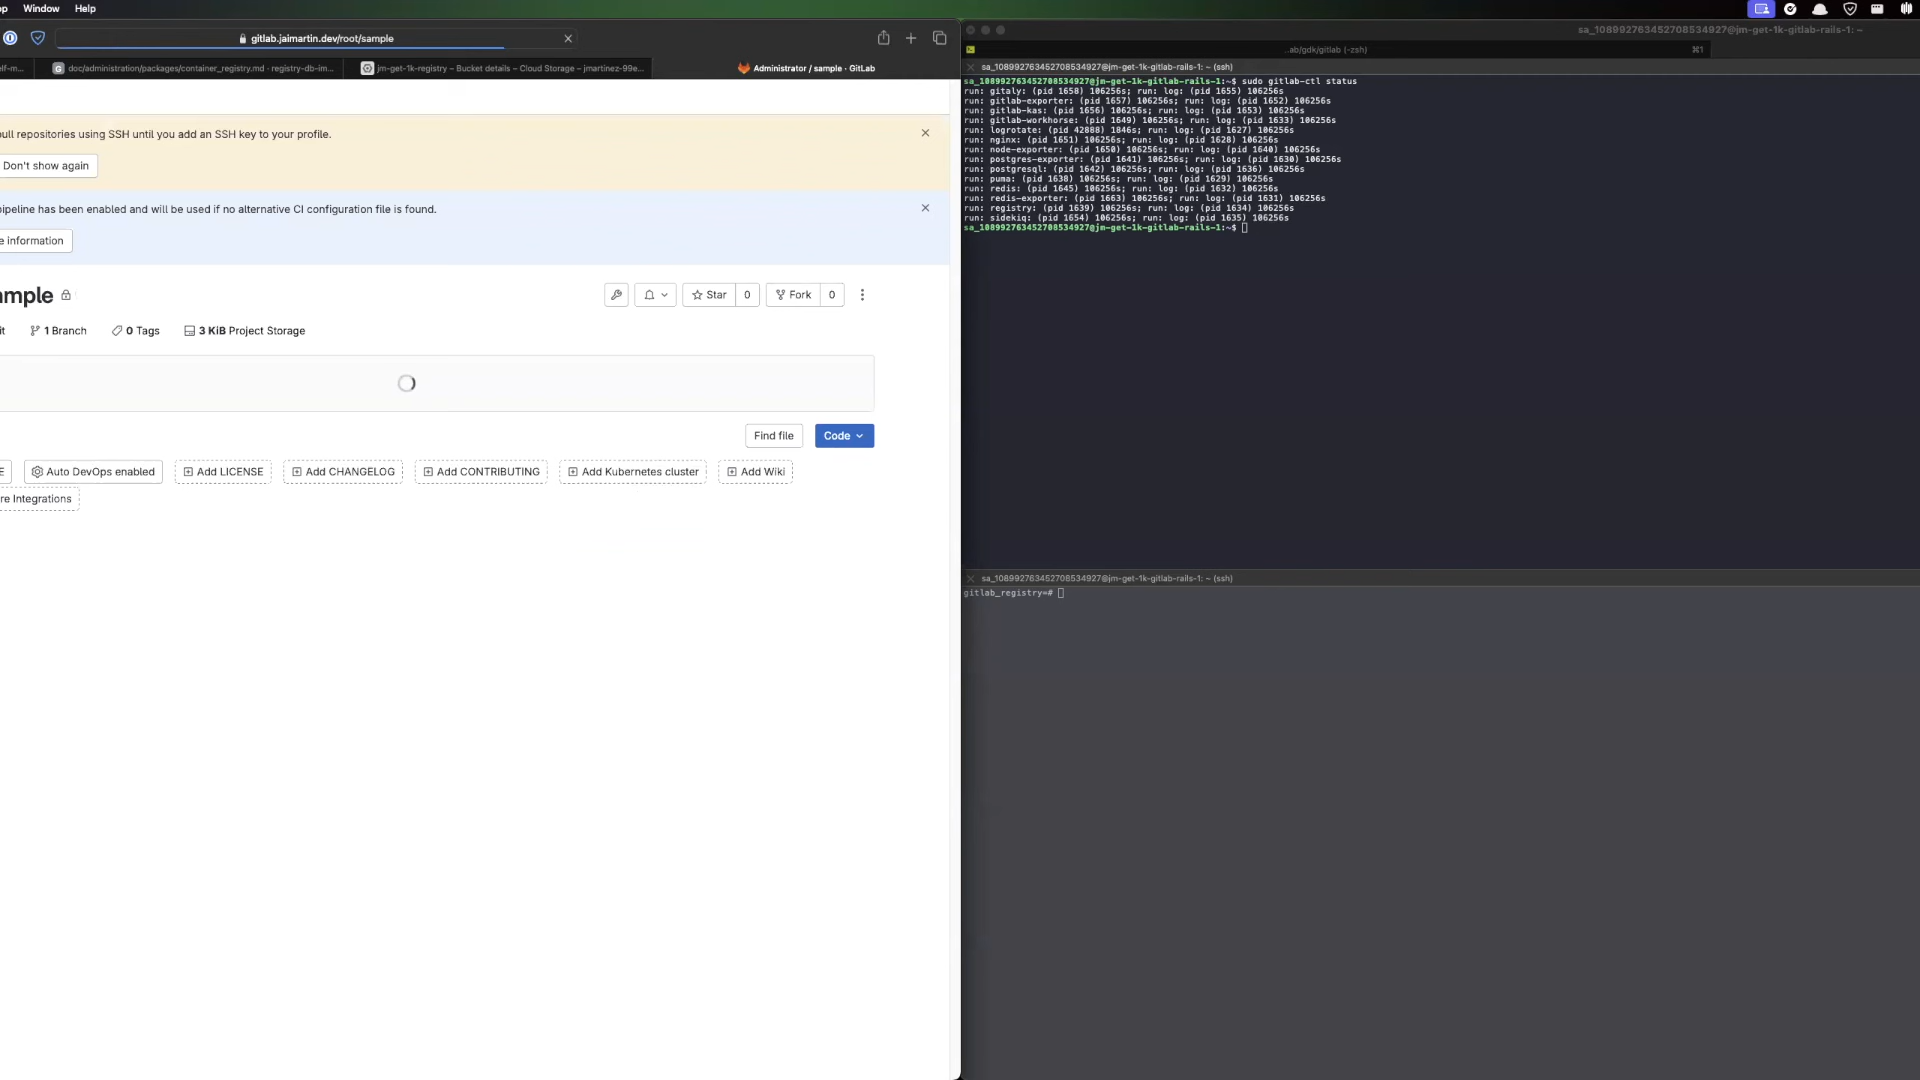 op Window Help
gitlab.jaimartin.dev/root/sample
elf-m...
doc/administration/packages/container_registry.md · registry-db-im...
jm-get-1k-registry – Bucket details – Cloud Storage – jmartinez-99e...
Administrator / sample · GitLab
pull repositories using SSH until you add an SSH key to your profile.
Don't show again
pipeline has been enabled and will be used if no alternative CI configuration file is found.
e information
ample
Star 0
Fork 0
it
1 Branch
0 Tags
3 KiB Project Storage
Find file
Code
E
Auto DevOps enabled
Add LICENSE
Add CHANGELOG
Add CONTRIBUTING
Add Kubernetes cluster
Add Wiki
re Integrations
sa_108992763452708534927@jm-get-1k-gitlab-rails-1: ~
..ab/gdk/gitlab (-zsh)
⌘1
sa_108992763452708534927@jm-get-1k-gitlab-rails-1: ~ (ssh)
sa_108992763452708534927@jm-get-1k-gitlab-rails-1:~$ sudo gitlab-ctl status
run: gitaly: (pid 1658) 106256s; run: log: (pid 1655) 106256s
run: gitlab-exporter: (pid 1657) 106256s; run: log: (pid 1652) 106256s
run: gitlab-kas: (pid 1656) 106256s; run: log: (pid 1653) 106256s
run: gitlab-workhorse: (pid 1649) 106256s; run: log: (pid 1633) 106256s
run: logrotate: (pid 42888) 1846s; run: log: (pid 1627) 106256s
run: nginx: (pid 1651) 106256s; run: log: (pid 1628) 106256s
run: node-exporter: (pid 1650) 106256s; run: log: (pid 1640) 106256s
run: postgres-exporter: (pid 1641) 106256s; run: log: (pid 1630) 106256s
run: postgresql: (pid 1642) 106256s; run: log: (pid 1636) 106256s
run: puma: (pid 1638) 106256s; run: log: (pid 1629) 106256s
run: redis: (pid 1645) 106256s; run: log: (pid 1632) 106256s
run: redis-exporter: (pid 1663) 106256s; run: log: (pid 1631) 106256s
run: registry: (pid 1639) 106256s; run: log: (pid 1634) 106256s
run: sidekiq: (pid 1654) 106256s; run: log: (pid 1635) 106256s
sa_108992763452708534927@jm-get-1k-gitlab-rails-1:~$
sa_108992763452708534927@jm-get-1k-gitlab-rails-1: ~ (ssh)
gitlab_registry=#